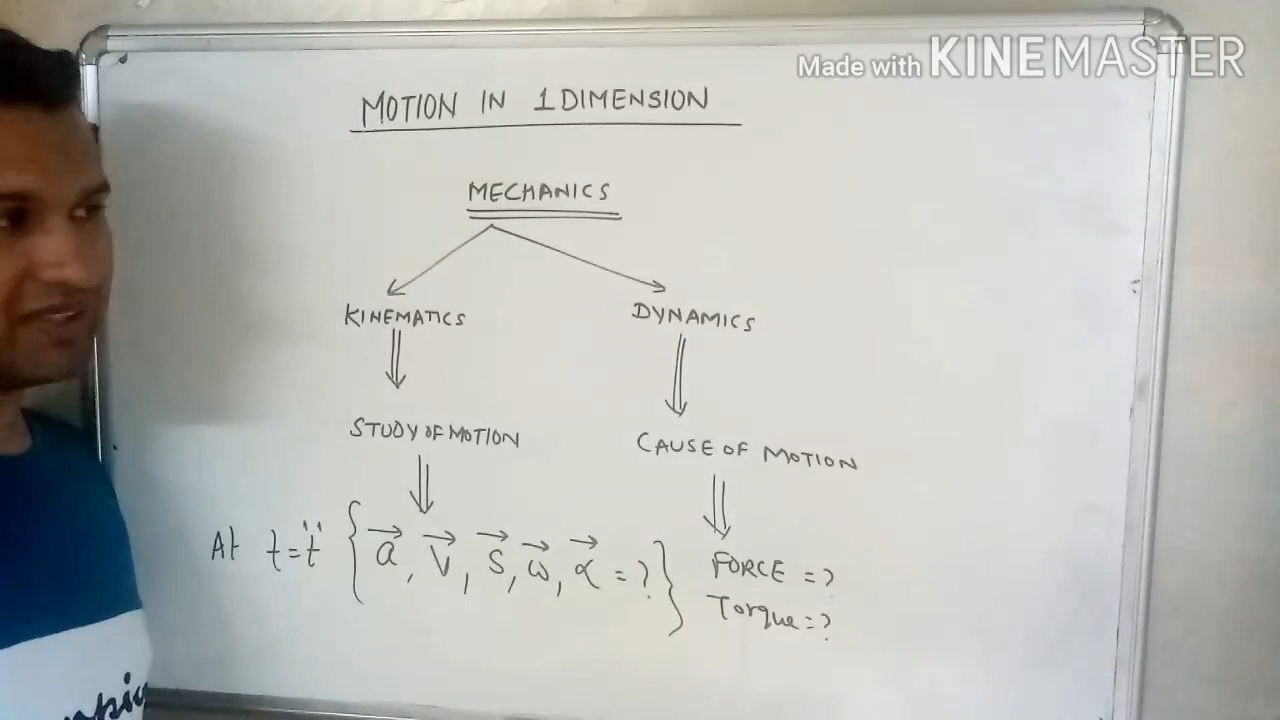 Made with KINEMASTER
MOTION IN 1 DIMENSION
MECHANICS
KINEMATICS
DYNAMICS
STUDY OF MOTION
CAUSE OF MOTION
At t="t" { a⃗, v⃗, s⃗, ω⃗, α⃗ = ? }
FORCE = ?
Torque = ?